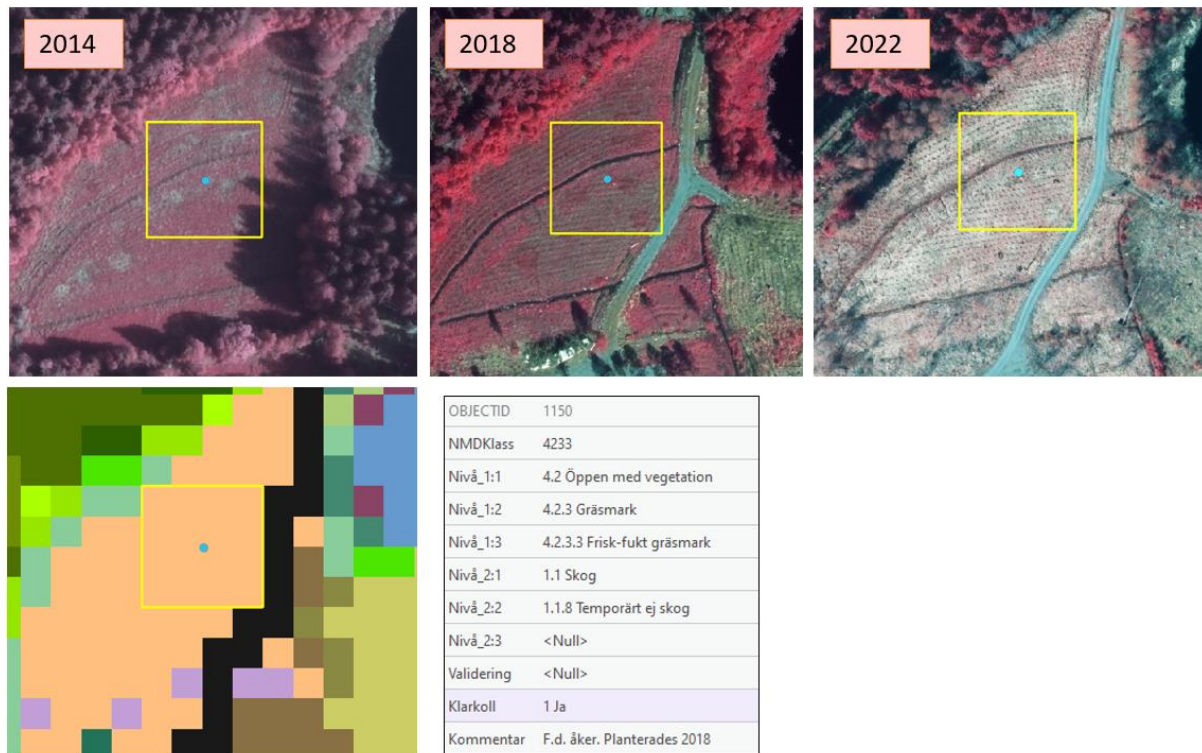 2014
2018
2022
OBJECTID 1150
NMDKlass 4233
Nivå_1:1 4.2 Öppen med vegetation
Nivå_1:2 4.2.3 Gräsmark
Nivå_1:3 4.2.3.3 Frisk-fukt gräsmark
Nivå_2:1 1.1 Skog
Nivå_2:2 1.1.8 Temporärt ej skog
Nivå_2:3 <Null>
Validering <Null>
Klarkoll 1 Ja
Kommentar F.d. åker. Planterades 2018